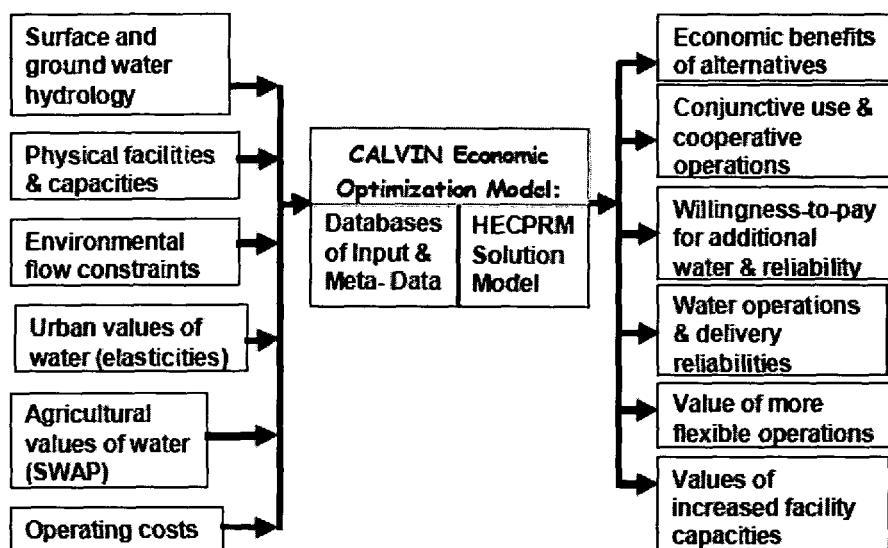 Surface and
ground water
hydrology
Physical facilities
& capacities
Environmental
flow constraints
Urban values of
water (elasticities)
Agricultural
values of water
(SWAP)
Operating costs
CALVIN Economic
Optimization Model:
Databases
of Input &
Meta- Data
HECPRM
Solution
Model
Economic benefits
of alternatives
Conjunctive use &
cooperative
operations
Willingness-to-pay
for additional
water & reliability
Water operations
& delivery
reliabilities
Value of more
flexible operations
Values of
increased facility
capacities